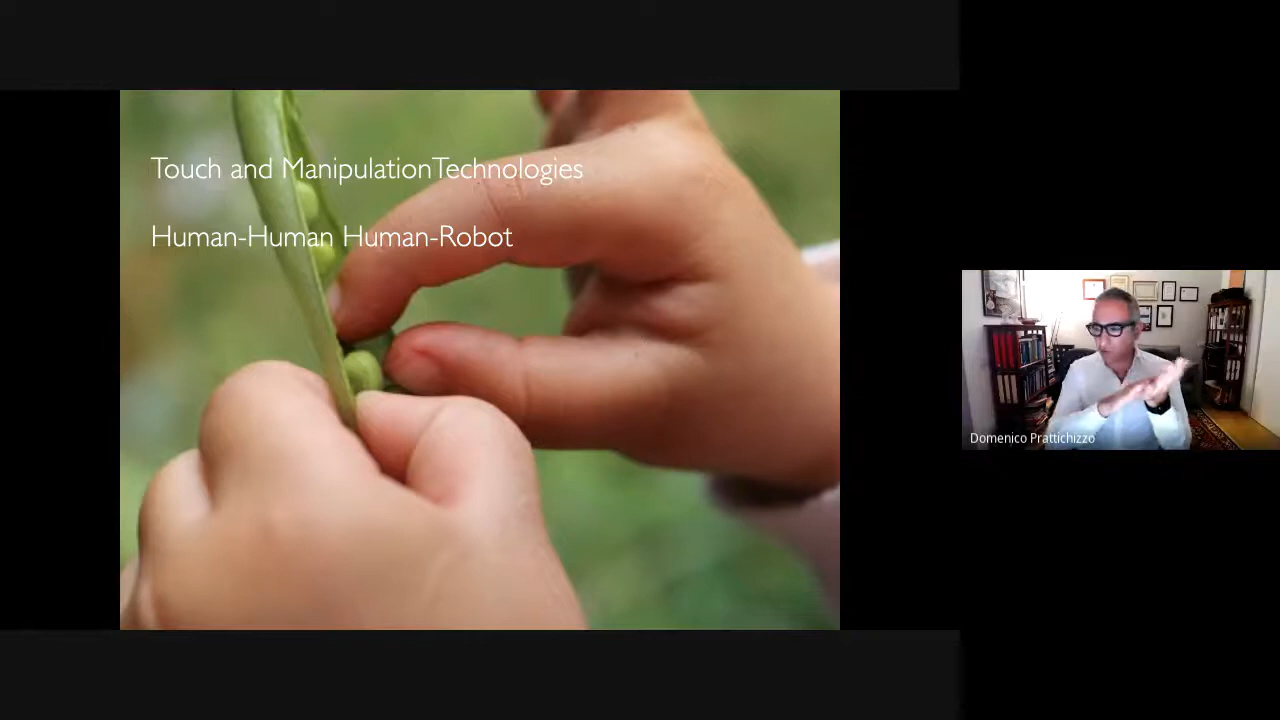 Touch and ManipulationTechnologies
Human-Human Human-Robot
Domenico Prattichizzo